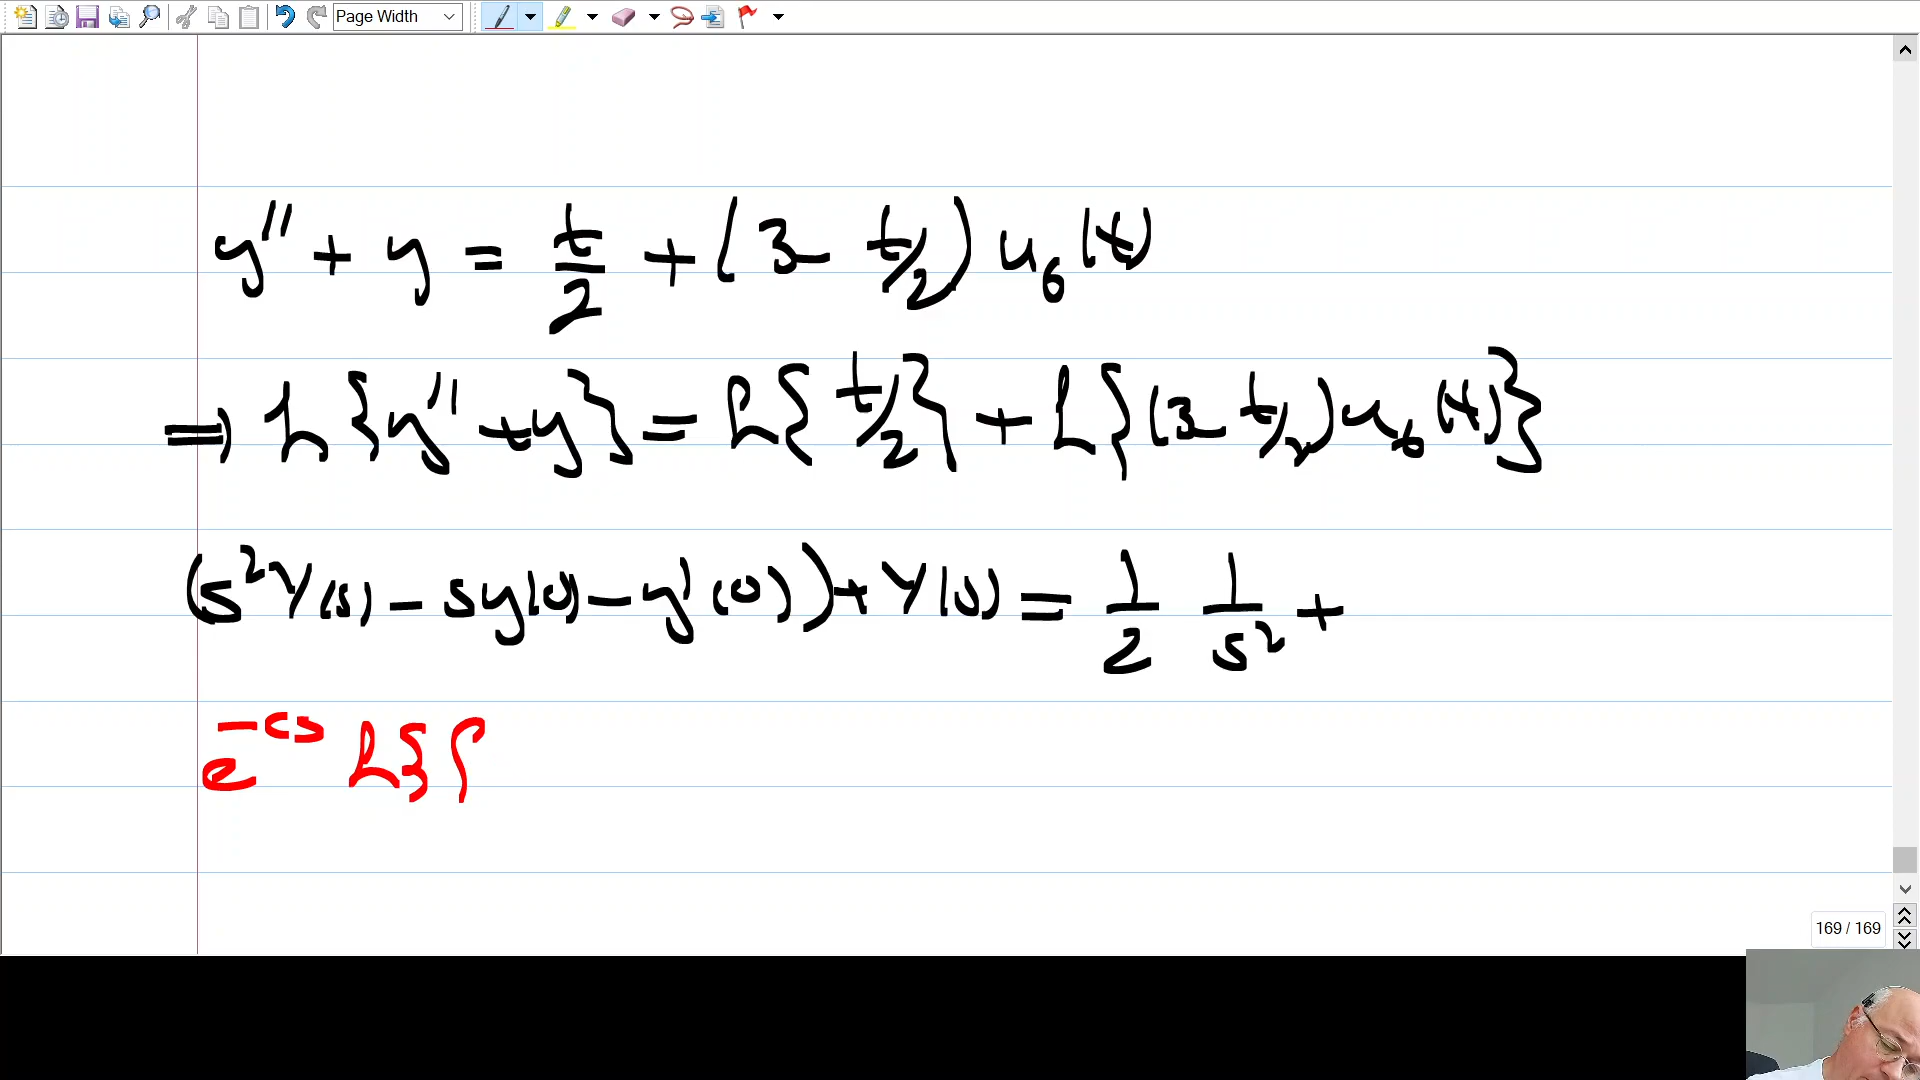 Page Width
y'' + y = t/2 + (3 - t/2) u₆(t)
⇒ L{y'' + y} = L{t/2} + L{(3 - t/2) u₆(t)}
(s²Y(s) - sy(0) - y'(0)) + Y(s) = 1/2 1/s² +
e^(-cs) L{f
169 / 169